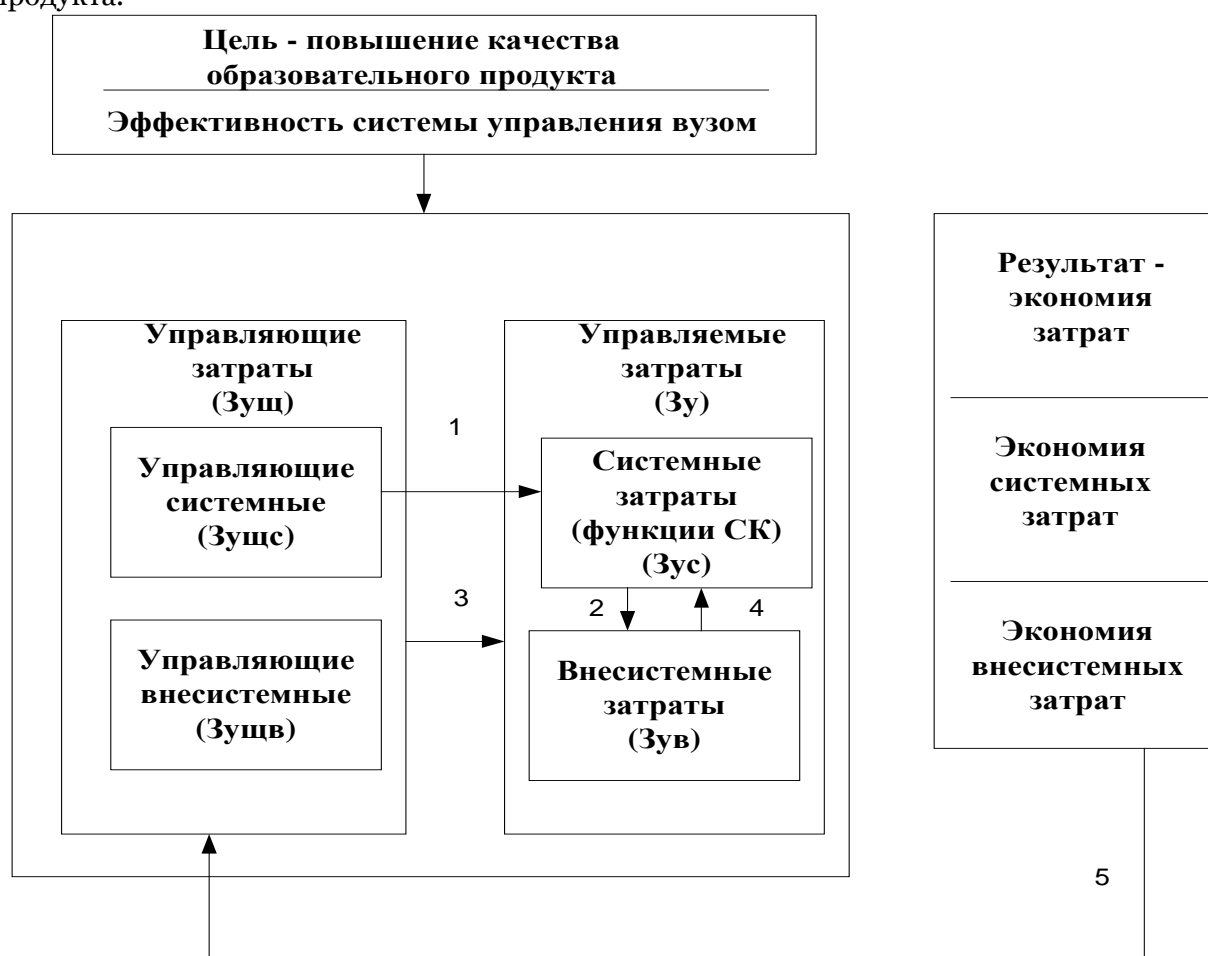 продукта.
Цель - повышение качества
образовательного продукта
Эффективность системы управления вузом
Управляющие
затраты
(Зущ)
Управляющие
системные
(Зущс)
Управляющие
внесистемные
(Зущв)
1
3
Управляемые
затраты
(Зу)
Системные
затраты
(функции СК)
(Зус)
2
4
Внесистемные
затраты
(Зув)
Результат -
экономия
затрат
Экономия
системных
затрат
Экономия
внесистемных
затрат
5